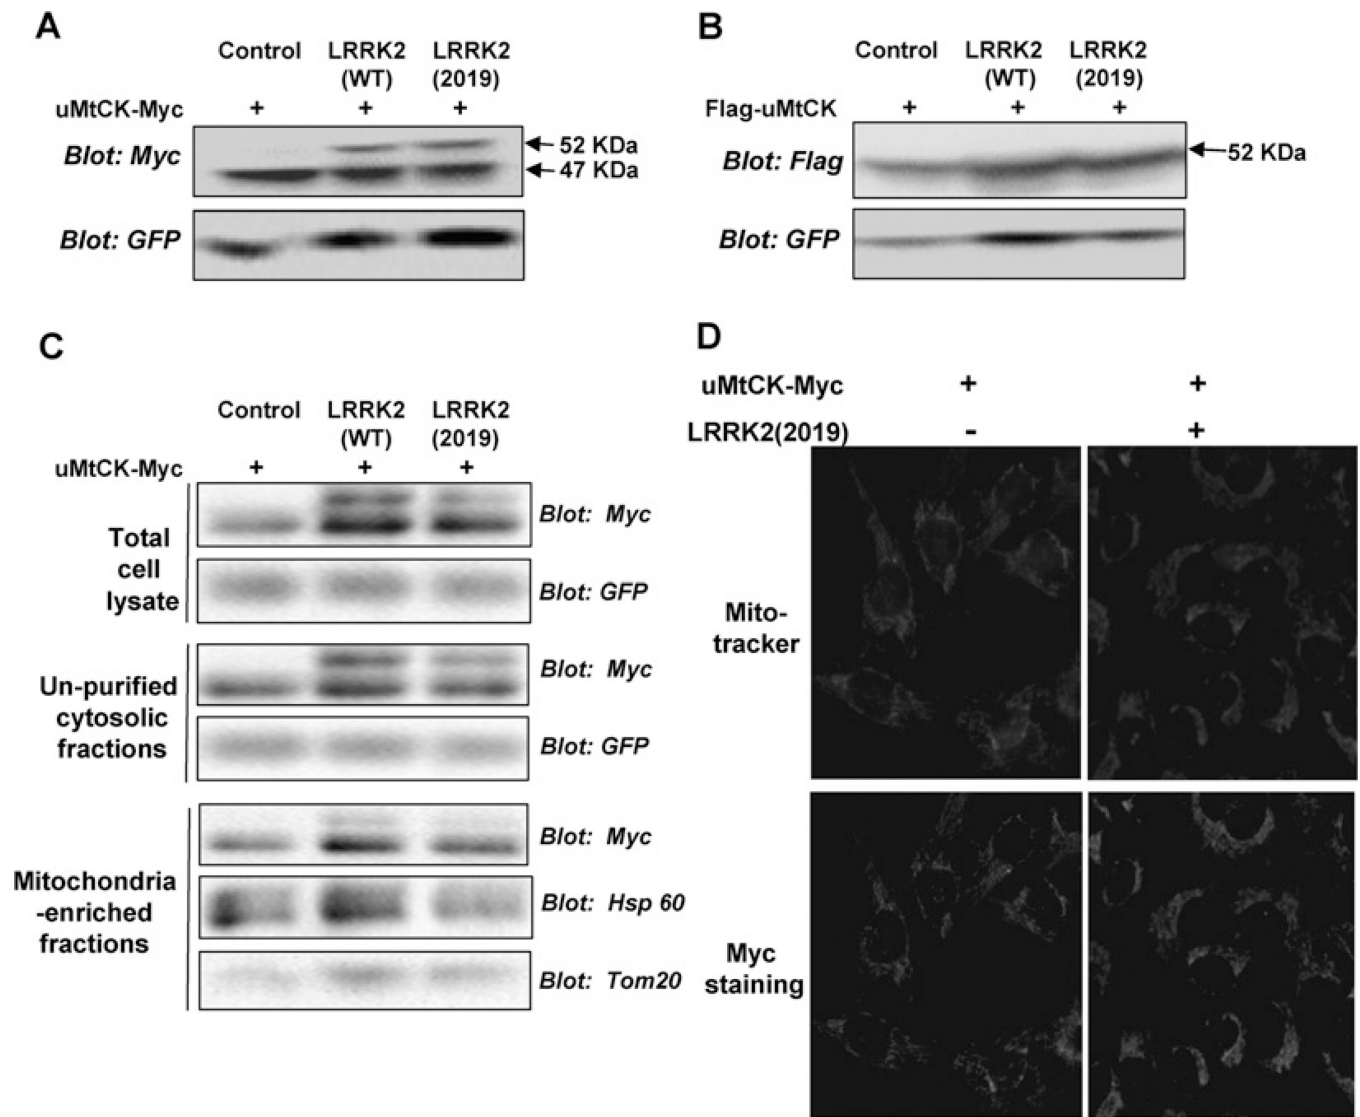 A
Control LRRK2 (WT) LRRK2 (2019)
uMtCK-Myc + + +
Blot: Myc
52 KDa
47 KDa
Blot: GFP
B
Control LRRK2 (WT) LRRK2 (2019)
Flag-uMtCK + + +
Blot: Flag
52 KDa
Blot: GFP
C
Control LRRK2 (WT) LRRK2 (2019)
uMtCK-Myc + + +
Total
cell
lysate
Blot: Myc
Blot: GFP
Un-purified
cytosolic
fractions
Blot: Myc
Blot: GFP
Mitochondria
-enriched
fractions
Blot: Myc
Blot: Hsp 60
Blot: Tom20
D
uMtCK-Myc + +
LRRK2(2019) - +
Mito-
tracker
Myc
staining